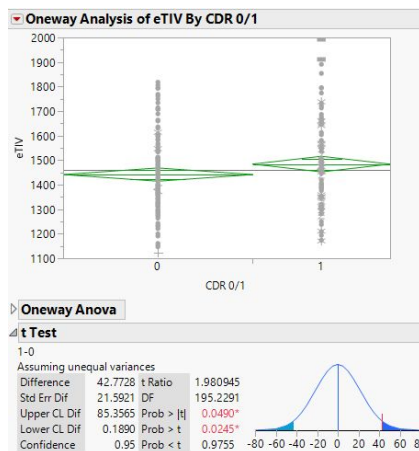 Oneway Analysis of eTIV By CDR 0/1
2000
1900
1800
1700
1600
1500
1400
1300
1200
1100
eTIV
0 1
CDR 0/1
Oneway Anova
t Test
1-0
Assuming unequal variances
Difference 42.7728 t Ratio 1.980945
Std Err Dif 21.5921 DF 195.2291
Upper CL Dif 85.3565 Prob > |t| 0.0490*
Lower CL Dif 0.1890 Prob > t 0.0245*
Confidence 0.95 Prob < t 0.9755
-80 -60 -40 -20 0 20 40 60